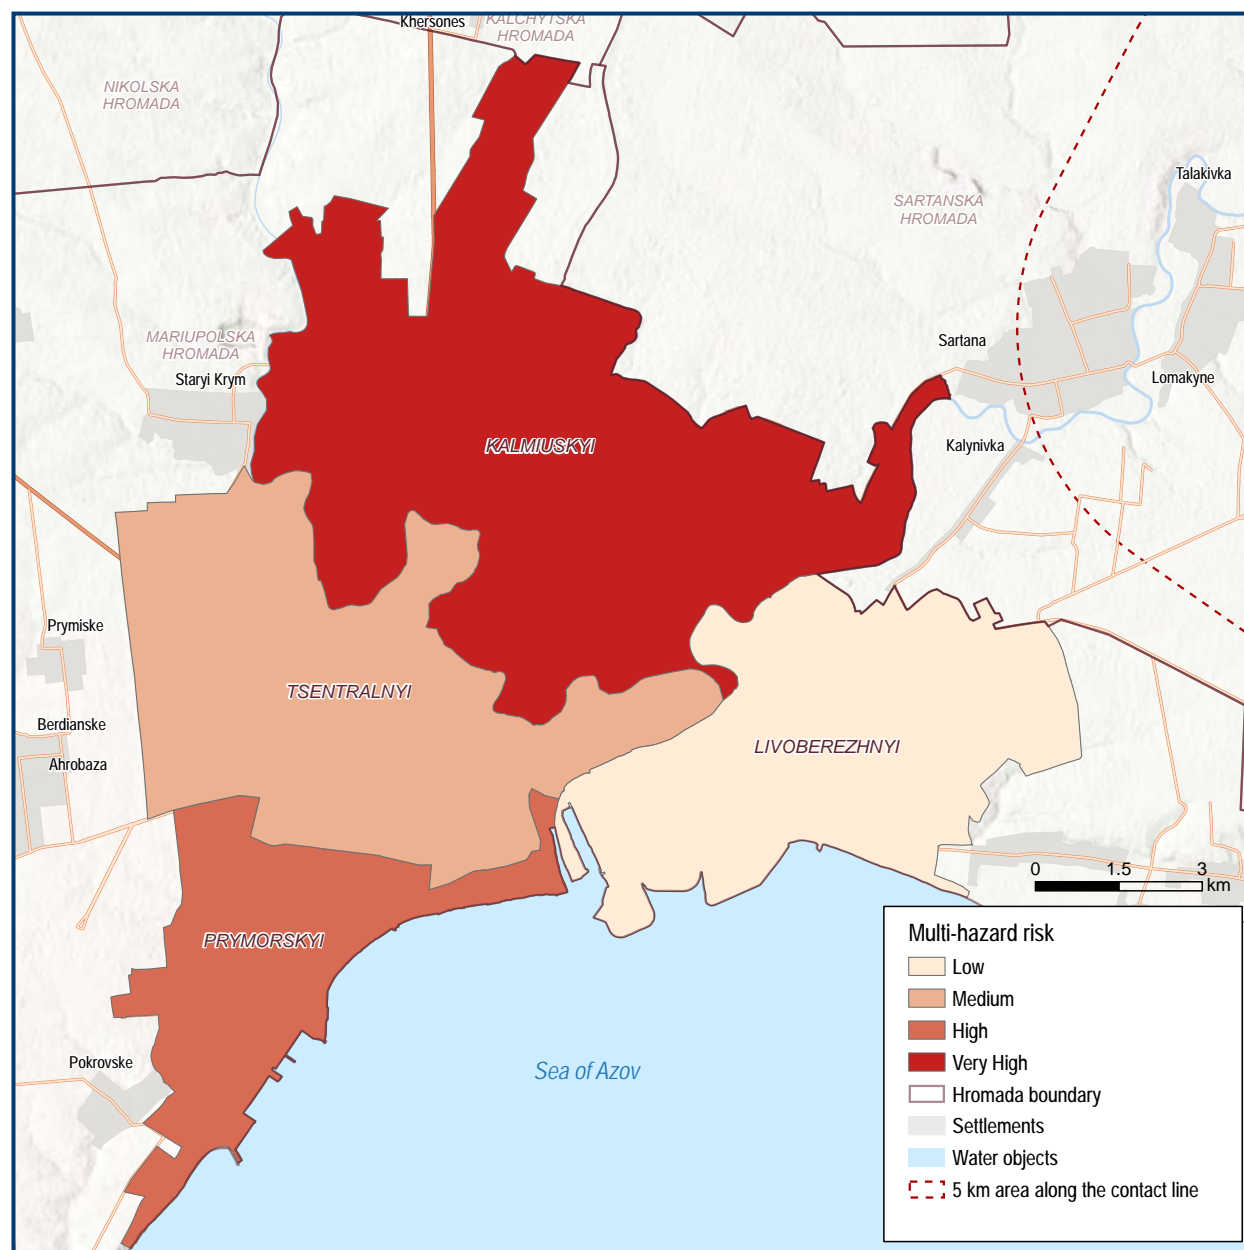 Khersones
KALCHYTSKA
HROMADA
NIKOLSKA
HROMADA
Talakivka
SARTANSKA
HROMADA
MARIUPOLSKA
HROMADA
Sartana
Staryi Krym
Lomakyne
KALMIUSKYI
Kalynivka
Prymiske
TSENTRALNYI
Berdianske
LIVOBEREZHNYI
Ahrobaza
0 1.5 3
km
PRYMORSKYI
Multi-hazard risk
Low
Medium
High
Very High
Pokrovske
Sea of Azov
Hromada boundary
Settlements
Water objects
5 km area along the contact line